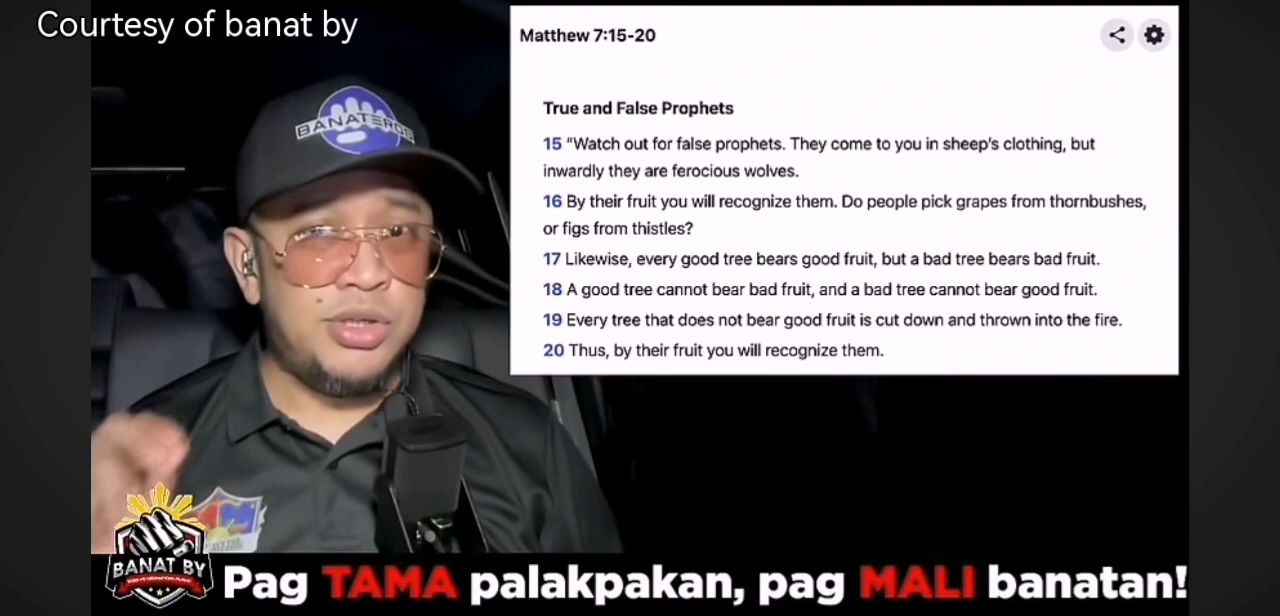 Courtesy of banat by
Matthew 7:15-20
True and False Prophets
15 "Watch out for false prophets. They come to you in sheep's clothing, but
inwardly they are ferocious wolves.
16 By their fruit you will recognize them. Do people pick grapes from thornbushes,
or figs from thistles?
17 Likewise, every good tree bears good fruit, but a bad tree bears bad fruit.
18 A good tree cannot bear bad fruit, and a bad tree cannot bear good fruit.
19 Every tree that does not bear good fruit is cut down and thrown into the fire.
20 Thus, by their fruit you will recognize them.
BANATEROS
BANAT BY
Pag TAMA palakpakan, pag MALI banatan!